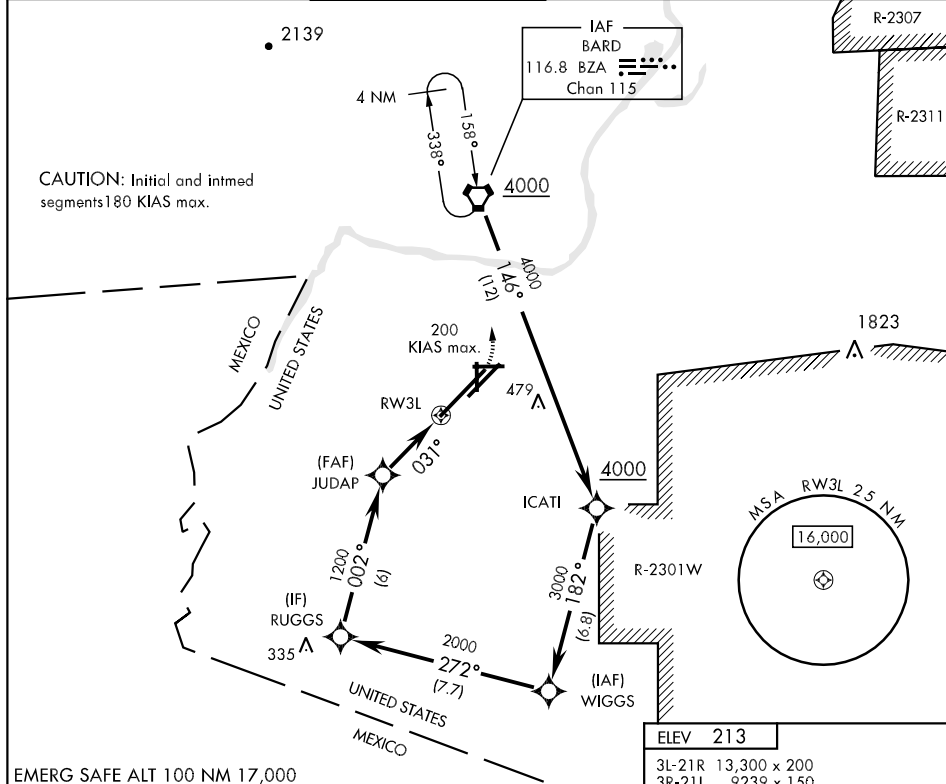 2139
IAF
BARD
116.8 BZA
Chan 115
R-2307
R-2311
4 NM
338°
158°
4000
CAUTION: Initial and intmed
segments180 KIAS max.
4000
146°
(12)
MEXICO
UNITED STATES
200
KIAS max.
479
1823
RW3L
031°
(FAF)
JUDAP
4000
ICATI
1200
002°
(6)
3000
182°
(6.8)
R-2301W
MSA RW3L 25 NM
16,000
(IF)
RUGGS
335
2000
272°
(7.7)
(IAF)
WIGGS
UNITED STATES
MEXICO
ELEV 213
3L-21R 13,300 x 200
3R-21L 9239 x 150
EMERG SAFE ALT 100 NM 17,000